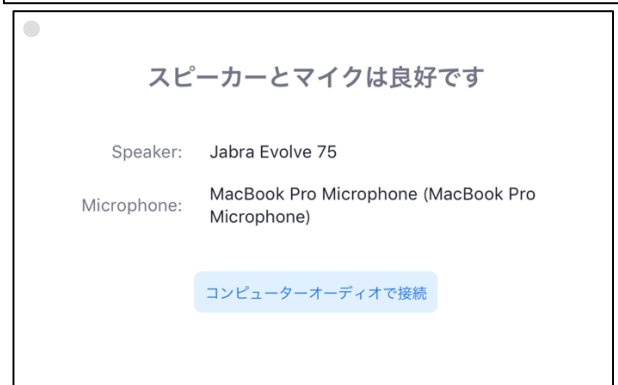 スピーカーとマイクは良好です
Speaker: Jabra Evolve 75
Microphone: MacBook Pro Microphone (MacBook Pro
Microphone)
コンピューターオーディオで接続